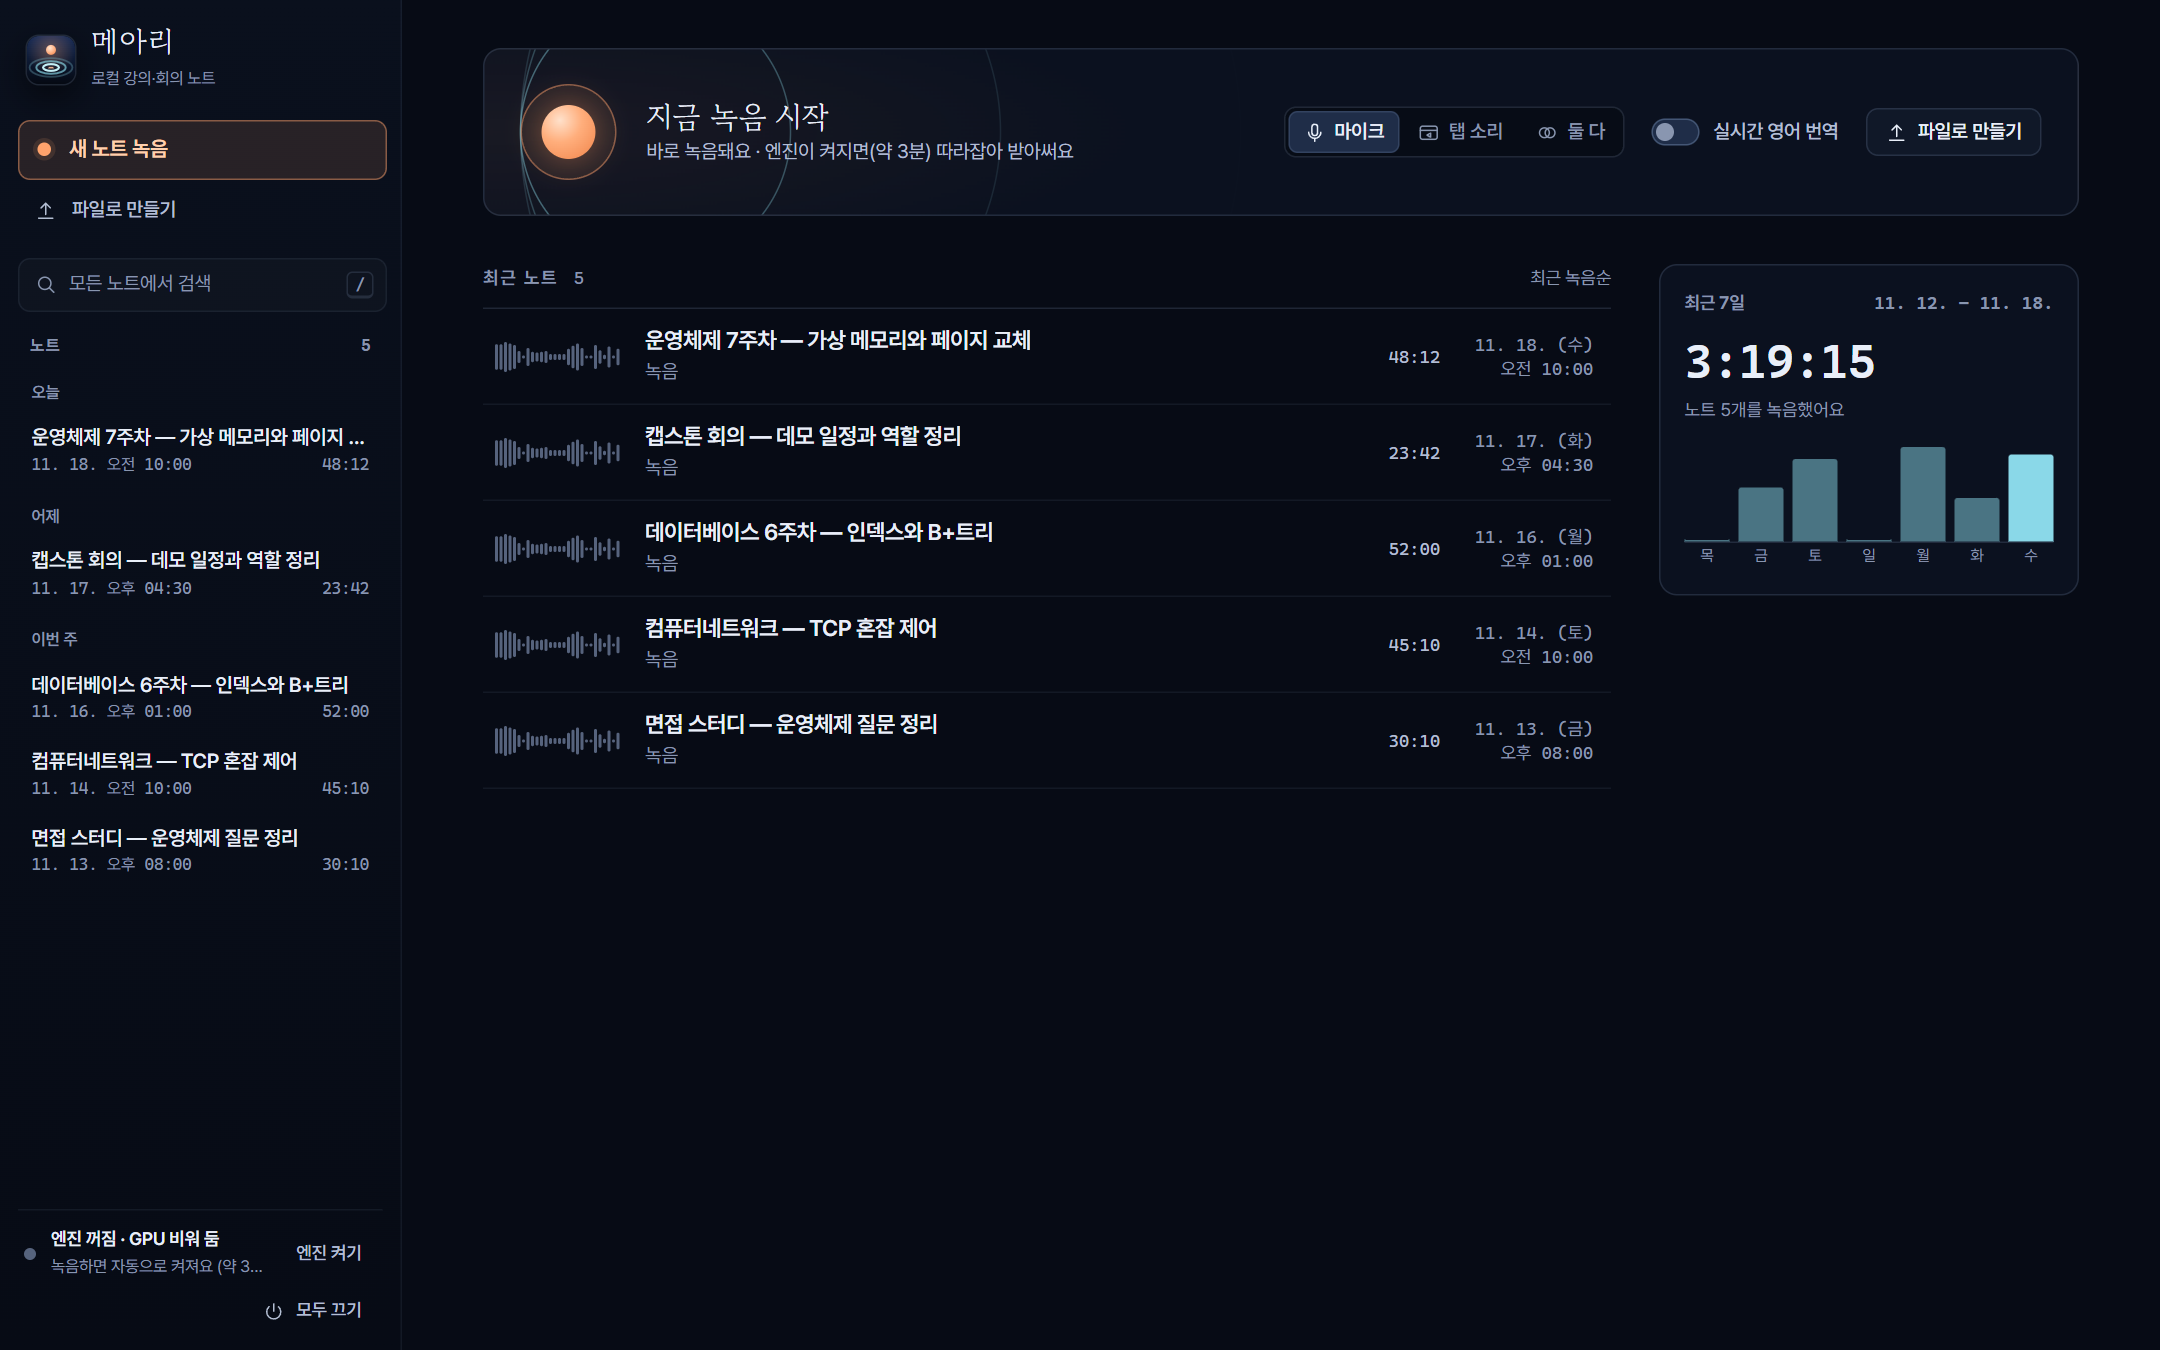 메아리
로컬 강의·회의 노트
새 노트 녹음
파일로 만들기
모든 노트에서 검색 /
노트 5
오늘
운영체제 7주차 — 가상 메모리와 페이지 ...
11. 18. 오전 10:00 48:12
어제
캡스톤 회의 — 데모 일정과 역할 정리
11. 17. 오후 04:30 23:42
이번 주
데이터베이스 6주차 — 인덱스와 B+트리
11. 16. 오후 01:00 52:00
컴퓨터네트워크 — TCP 혼잡 제어
11. 14. 오전 10:00 45:10
면접 스터디 — 운영체제 질문 정리
11. 13. 오후 08:00 30:10
엔진 꺼짐 · GPU 비워 둠
녹음하면 자동으로 켜져요 (약 3...
엔진 켜기
모두 끄기
지금 녹음 시작
바로 녹음돼요 · 엔진이 켜지면(약 3분) 따라잡아 받아써요
마이크 탭 소리 둘 다 실시간 영어 번역 파일로 만들기
최근 노트 5 최근 녹음순
운영체제 7주차 — 가상 메모리와 페이지 교체
녹음
48:12
11. 18. (수)
오전 10:00
캡스톤 회의 — 데모 일정과 역할 정리
녹음
23:42
11. 17. (화)
오후 04:30
데이터베이스 6주차 — 인덱스와 B+트리
녹음
52:00
11. 16. (월)
오후 01:00
컴퓨터네트워크 — TCP 혼잡 제어
녹음
45:10
11. 14. (토)
오전 10:00
면접 스터디 — 운영체제 질문 정리
녹음
30:10
11. 13. (금)
오후 08:00
최근 7일 11. 12. – 11. 18.
3:19:15
노트 5개를 녹음했어요
목 금 토 일 월 화 수